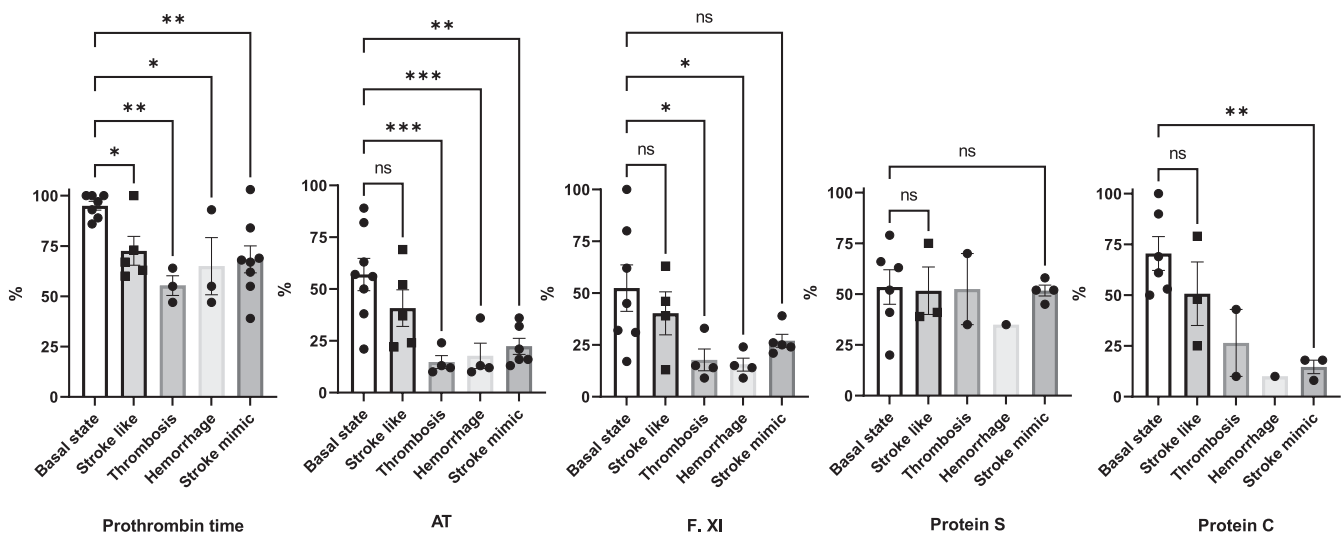 **
*
**
*
%
100
75
50
25
0
Basal state
Stroke like
Thrombosis
Hemorrhage
Stroke mimic
Prothrombin time
**
***
***
ns
%
100
75
50
25
0
Basal state
Stroke like
Thrombosis
Hemorrhage
Stroke mimic
AT
ns
*
*
ns
%
100
75
50
25
0
Basal state
Stroke like
Thrombosis
Hemorrhage
Stroke mimic
F. XI
ns
ns
%
100
75
50
25
0
Basal state
Stroke like
Thrombosis
Hemorrhage
Stroke mimic
Protein S
**
ns
%
100
75
50
25
0
Basal state
Stroke like
Thrombosis
Hemorrhage
Stroke mimic
Protein C